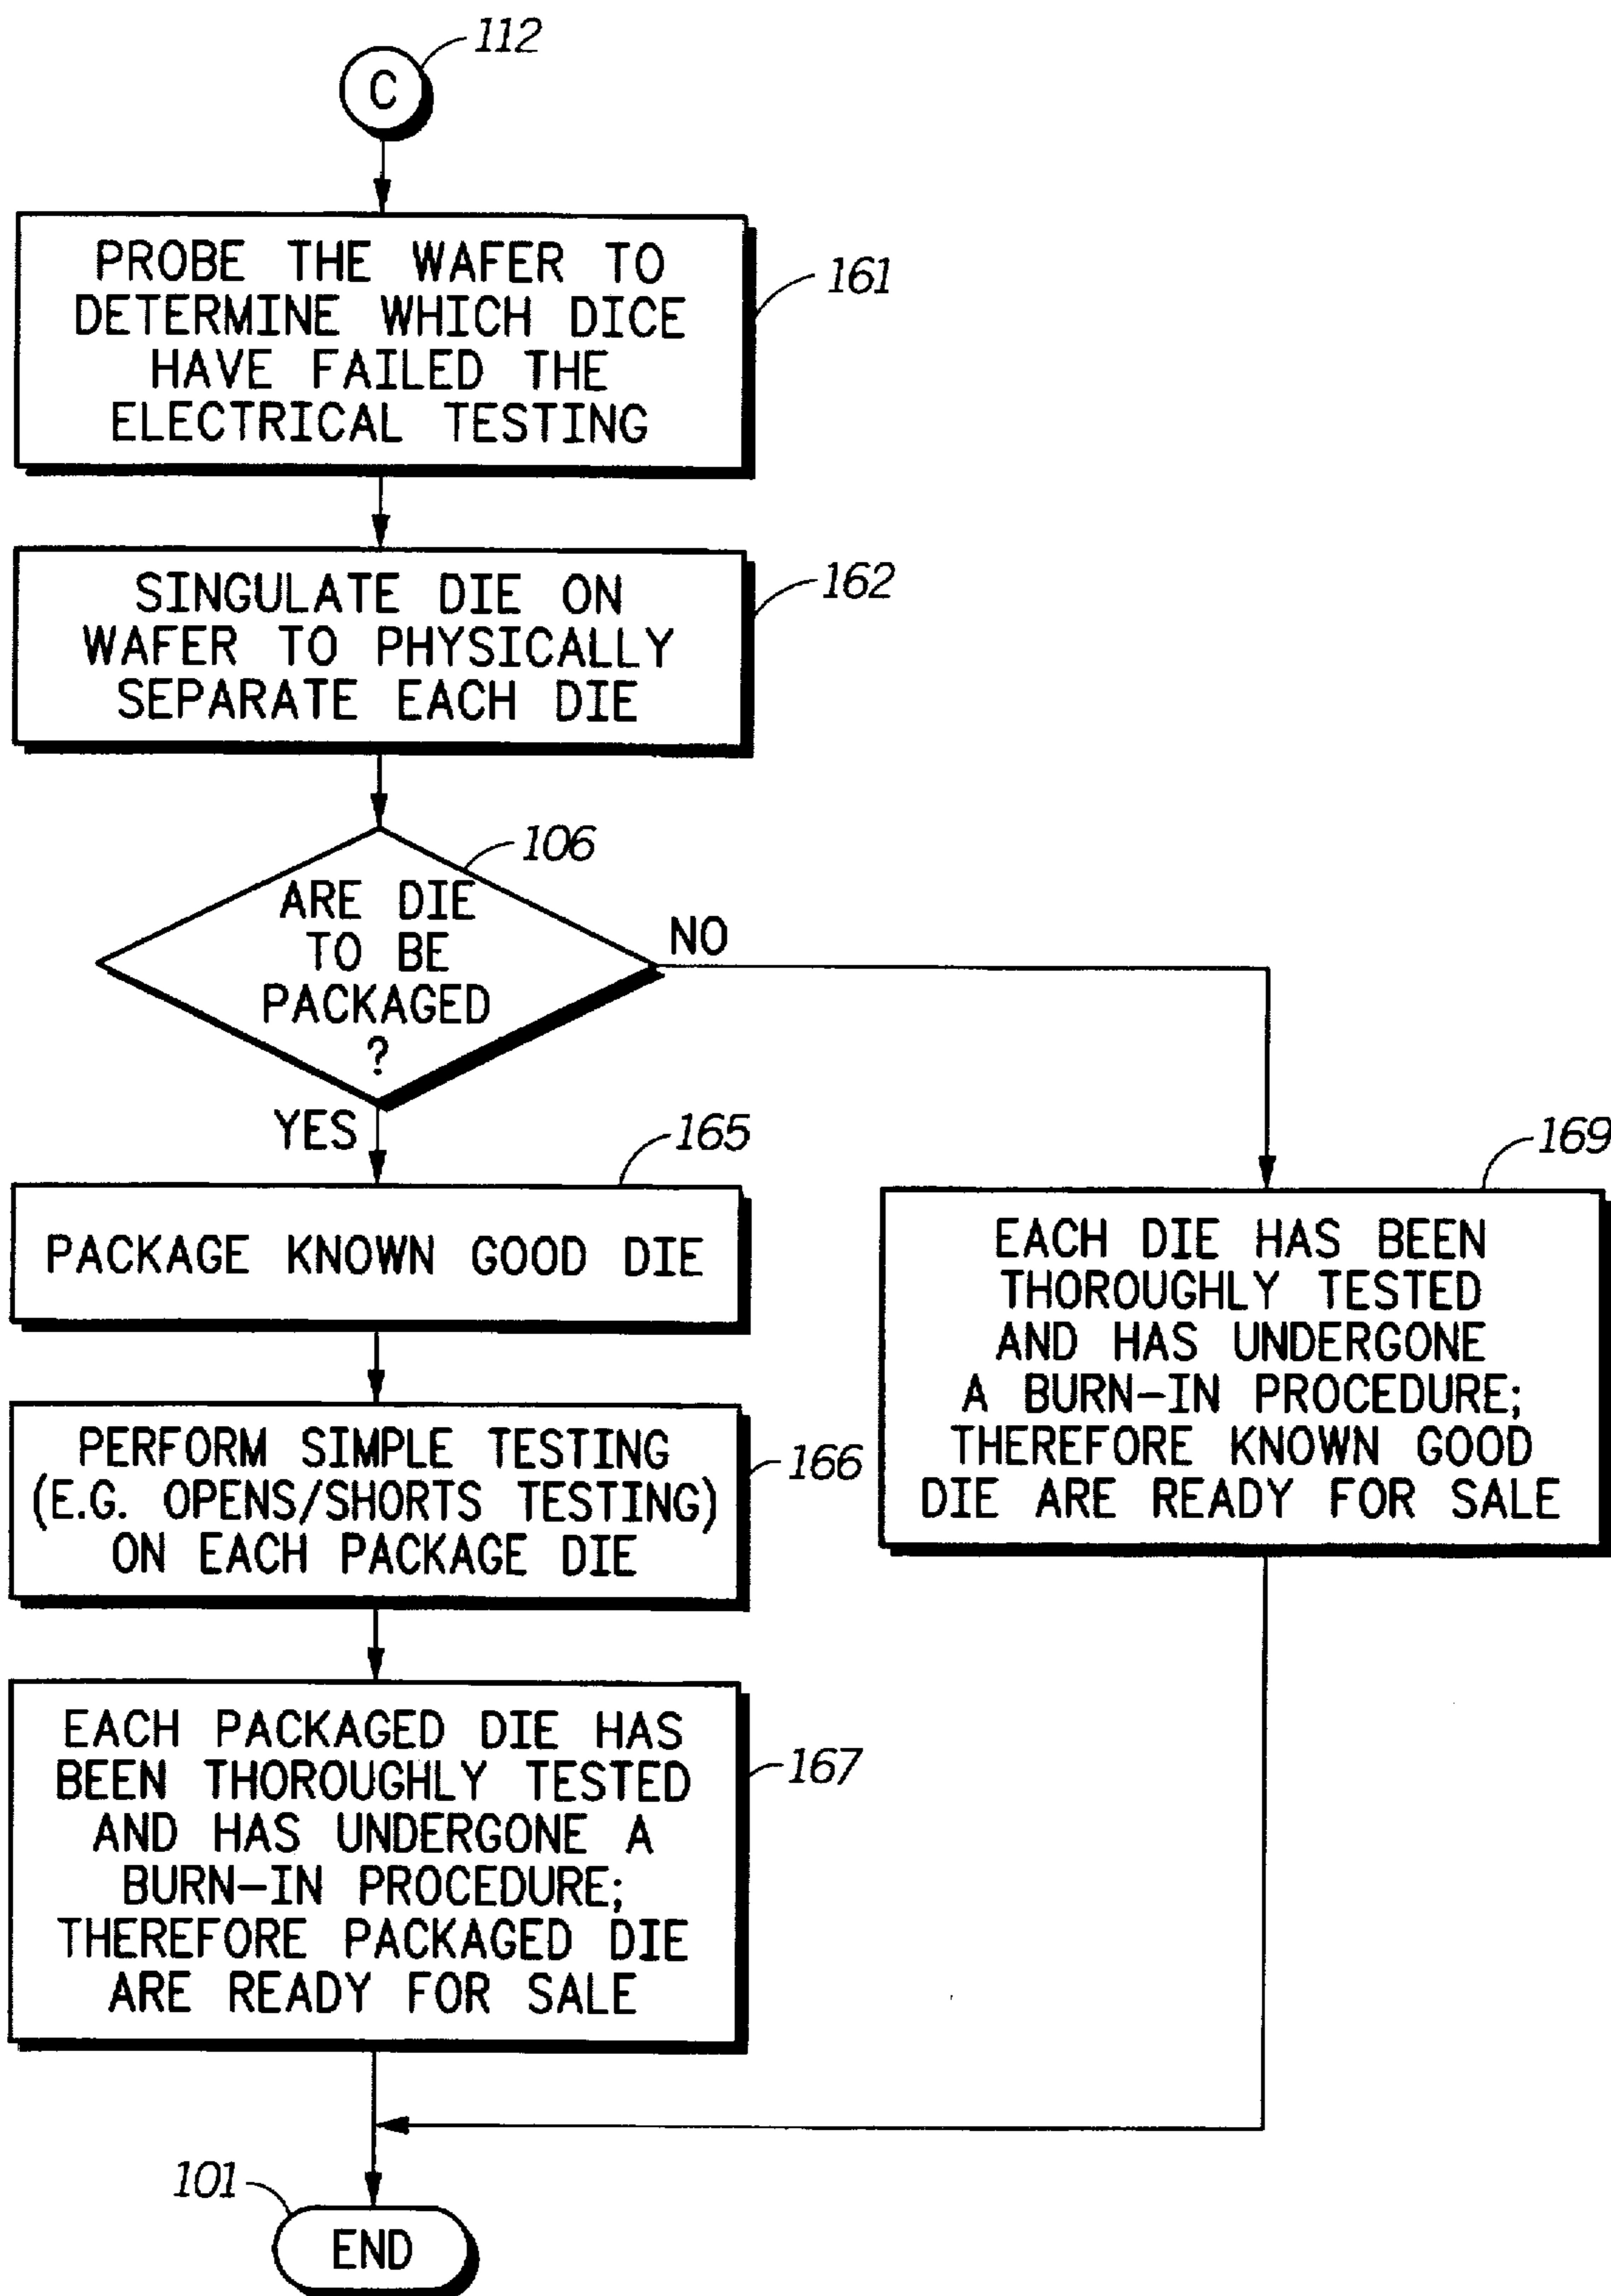 112
C
PROBE THE WAFER TO
DETERMINE WHICH DICE
HAVE FAILED THE
ELECTRICAL TESTING
161
SINGULATE DIE ON
WAFER TO PHYSICALLY
SEPARATE EACH DIE
162
106
ARE DIE
TO BE
PACKAGED
?
NO
YES
165
PACKAGE KNOWN GOOD DIE
PERFORM SIMPLE TESTING
(E.G. OPENS/SHORTS TESTING)
ON EACH PACKAGE DIE
166
EACH PACKAGED DIE HAS
BEEN THOROUGHLY TESTED
AND HAS UNDERGONE A
BURN-IN PROCEDURE;
THEREFORE PACKAGED DIE
ARE READY FOR SALE
167
169
EACH DIE HAS BEEN
THOROUGHLY TESTED
AND HAS UNDERGONE
A BURN-IN PROCEDURE;
THEREFORE KNOWN GOOD
DIE ARE READY FOR SALE
101
END